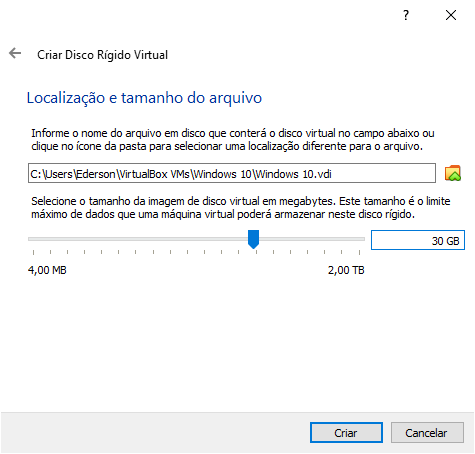 ?
Criar Disco Rígido Virtual
Localização e tamanho do arquivo
Informe o nome do arquivo em disco que conterá o disco virtual no campo abaixo ou
clique no ícone da pasta para selecionar uma localização diferente para o arquivo.
C:\Users\Ederson\VirtualBox VMs\Windows 10\Windows 10.vdi
Selecione o tamanho da imagem de disco virtual em megabytes. Este tamanho é o limite
máximo de dados que uma máquina virtual poderá armazenar neste disco rígido.
30 GB
4,00 MB 2,00 TB
Criar Cancelar